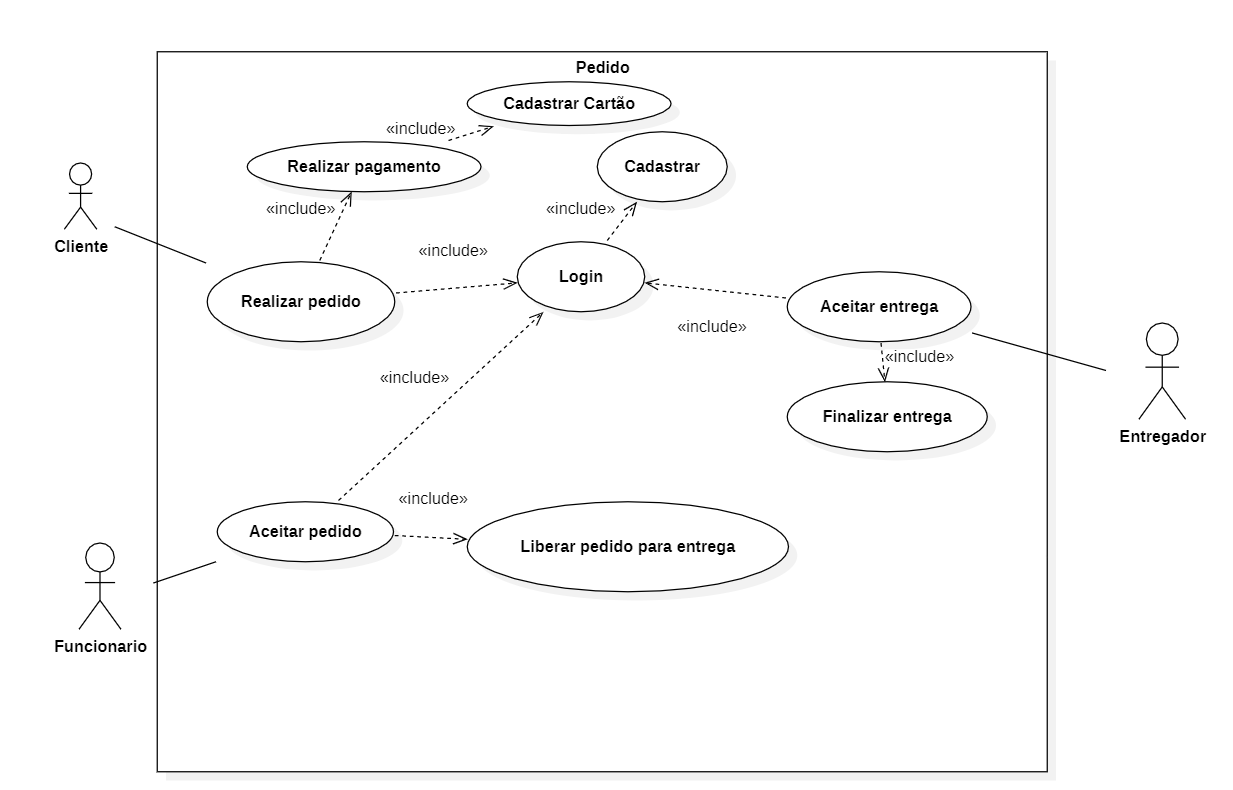 Pedido
Cadastrar Cartão
«include»
Realizar pagamento
Cadastrar
«include»
«include»
Cliente
«include»
Login
Realizar pedido
Aceitar entrega
«include»
«include»
«include»
Finalizar entrega
Entregador
«include»
Aceitar pedido
Liberar pedido para entrega
Funcionario